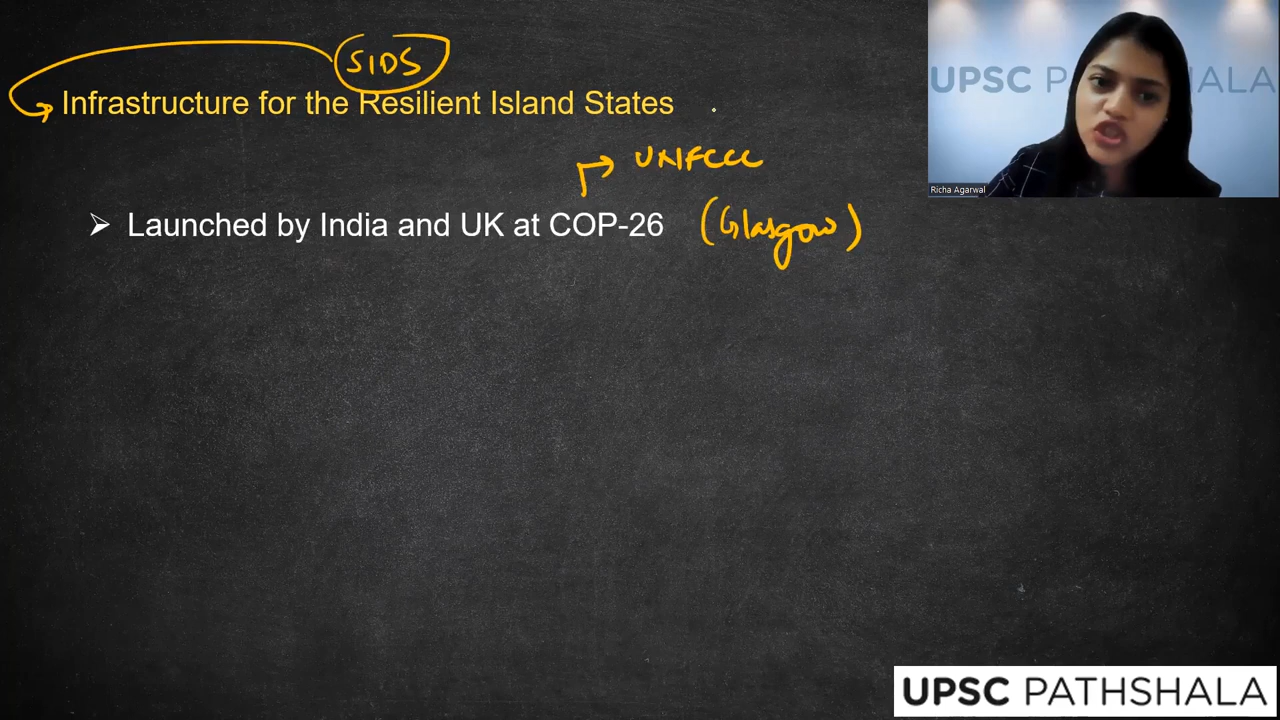 SIDS
Infrastructure for the Resilient Island States
UNFCCC
➢ Launched by India and UK at COP-26 (Glasgow)
UPSC PATHSHALA
Richa Agarwal
UPSC PATHSHALA